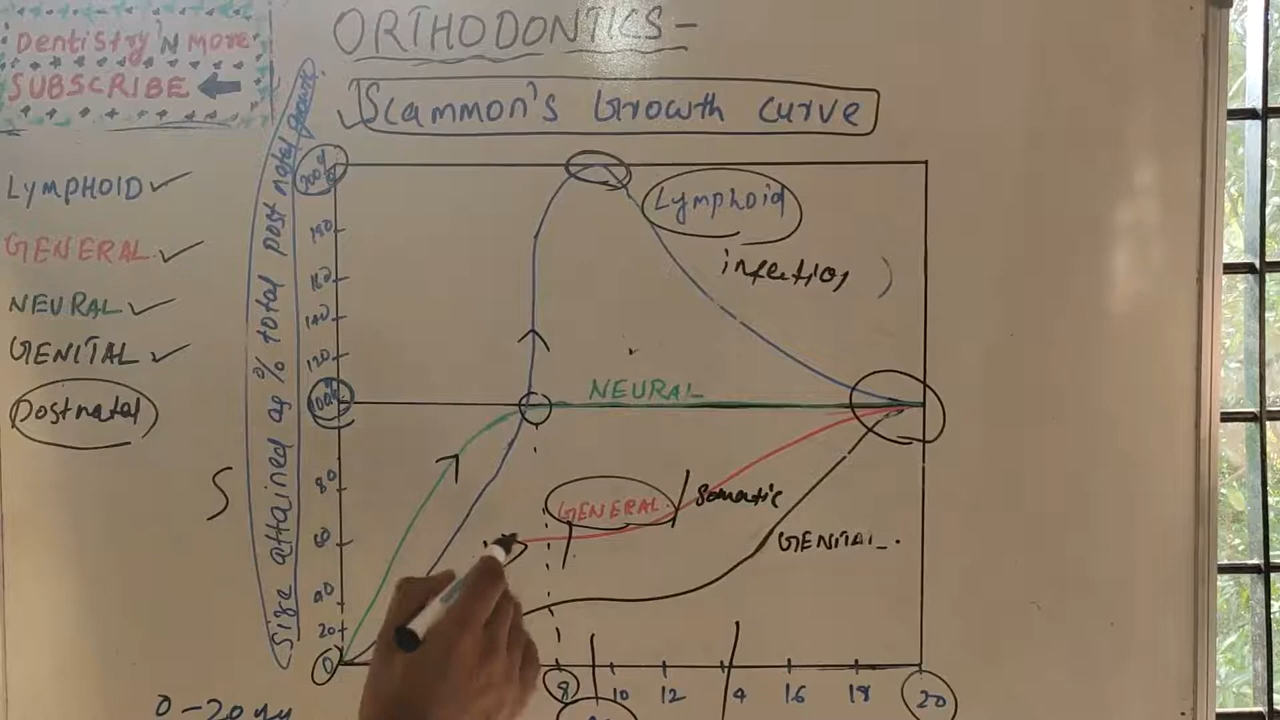 Dentistry'N More
SUBSCRIBE
ORTHODONTICS-
Scammon's Growth curve
LYMPHOID
GENERAL
NEURAL
GENITAL
Postnatal
S
Size attained as % total post natal growth
200%
180
160
140
120
100%
80
60
40
20
0
Lymphoid
infection
NEURAL
GENERAL
Somatic
GENITAL
8
10
12
14
16
18
20